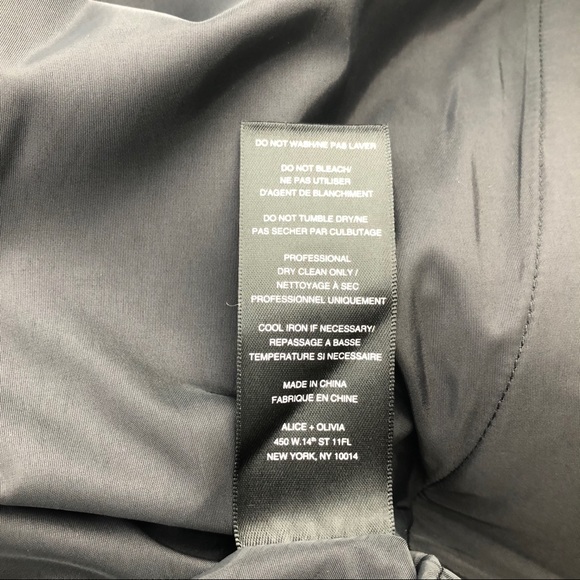 DO NOT WASH/NE PAS LAVER
DO NOT BLEACH/
NE PAS UTILISER
D'AGENT DE BLANCHIMENT
DO NOT TUMBLE DRY/NE
PAS SECHER PAR CULBUTAGE
PROFESSIONAL
DRY CLEAN ONLY /
NETTOYAGE À SEC
PROFESSIONNEL UNIQUEMENT
COOL IRON IF NECESSARY/
REPASSAGE A BASSE
TEMPERATURE SI NECESSAIRE
MADE IN CHINA
FABRIQUE EN CHINE
ALICE + OLIVIA
450 W.14th ST 11FL
NEW YORK, NY 10014